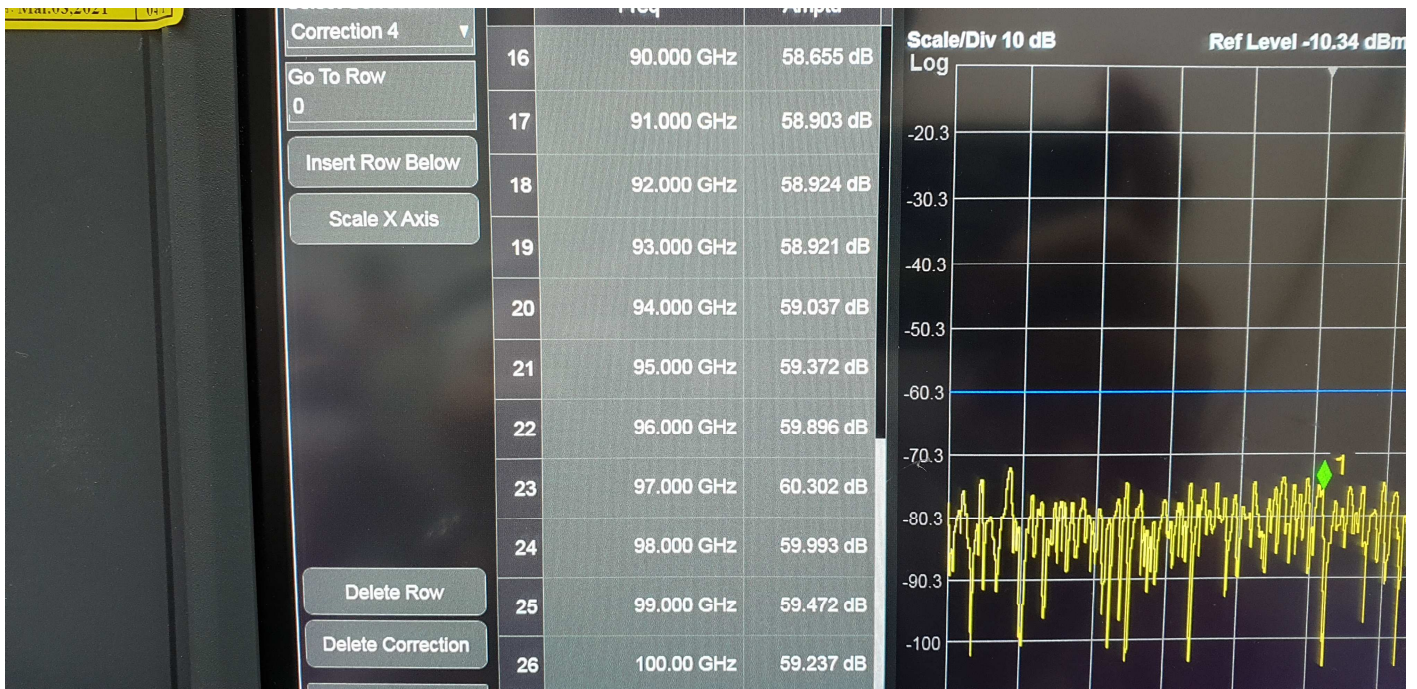 Mar.03,2021
Correction 4
Go To Row
0
Insert Row Below
Scale X Axis
Delete Row
Delete Correction
Freq Amptd
16 90.000 GHz 58.655 dB
17 91.000 GHz 58.903 dB
18 92.000 GHz 58.924 dB
19 93.000 GHz 58.921 dB
20 94.000 GHz 59.037 dB
21 95.000 GHz 59.372 dB
22 96.000 GHz 59.896 dB
23 97.000 GHz 60.302 dB
24 98.000 GHz 59.993 dB
25 99.000 GHz 59.472 dB
26 100.00 GHz 59.237 dB
Scale/Div 10 dB Ref Level -10.34 dBm
Log
-20.3
-30.3
-40.3
-50.3
-60.3
-70.3
1
-80.3
-90.3
-100